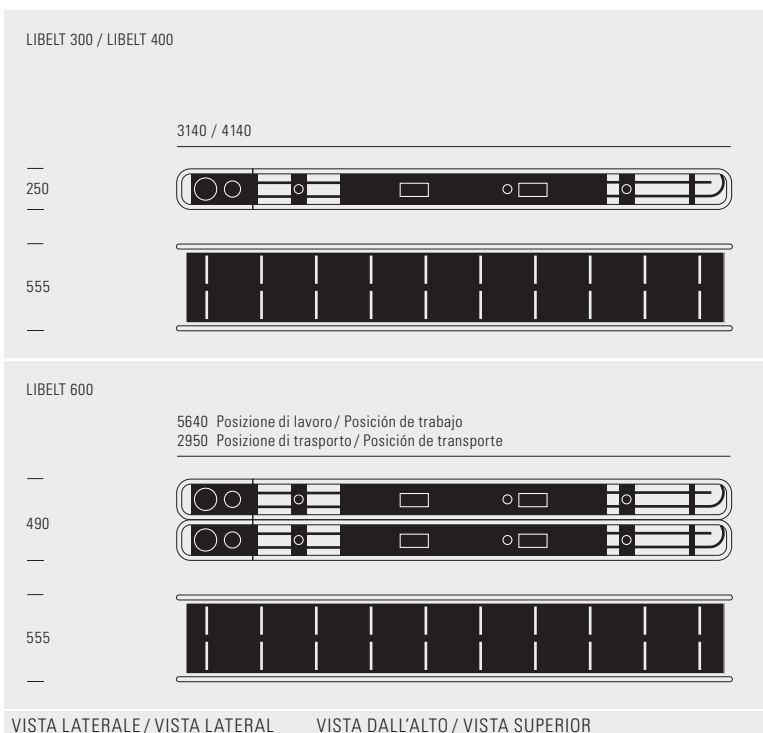 LIBELT 300 / LIBELT 400
3140 / 4140
250
555
LIBELT 600
5640 Posizione di lavoro / Posición de trabajo
2950 Posizione di trasporto / Posición de transporte
490
555
VISTA LATERALE / VISTA LATERAL
VISTA DALL'ALTO / VISTA SUPERIOR